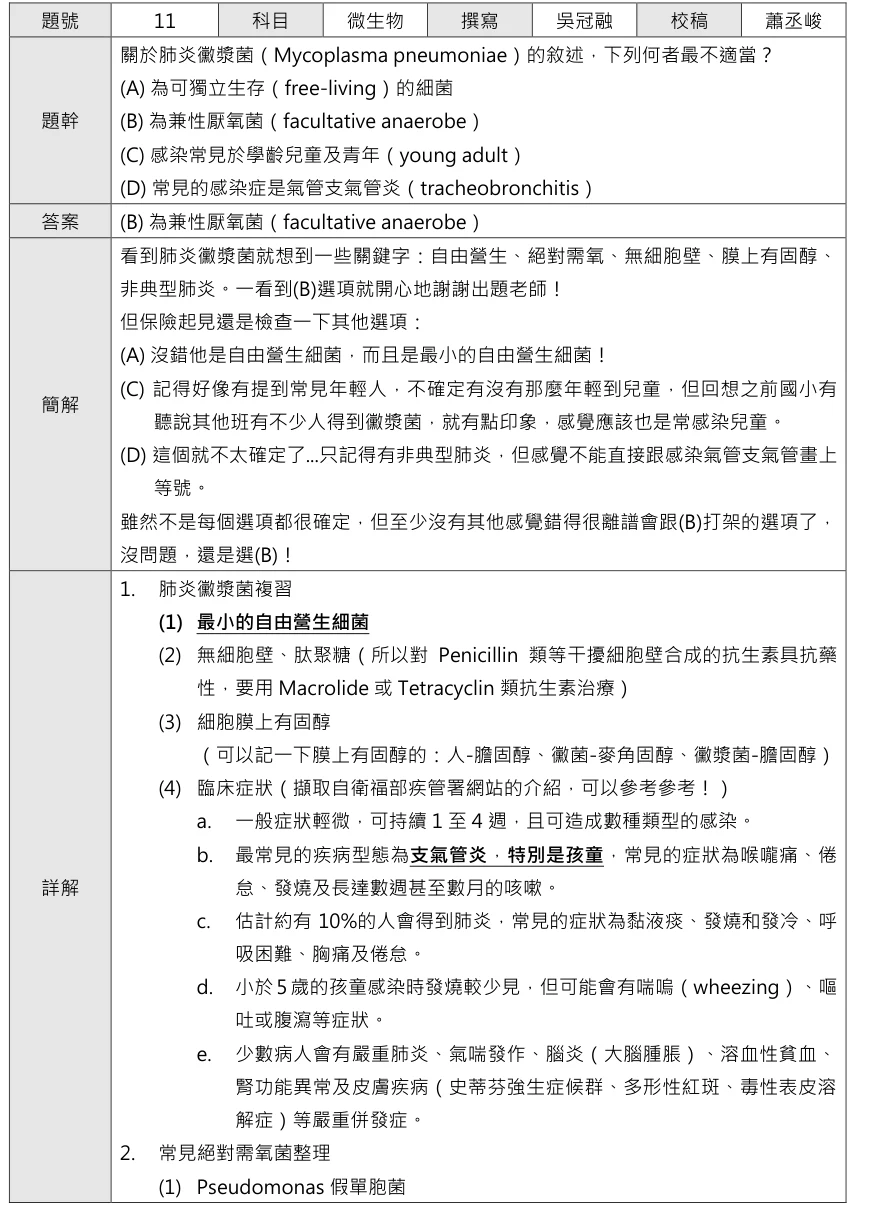 題號 11 科目 微生物 撰寫 吳冠融 校稿 蕭丞峻
題幹
關於肺炎黴漿菌（Mycoplasma pneumoniae）的敘述，下列何者最不適當？
(A) 為可獨立生存（free-living）的細菌
(B) 為兼性厭氧菌（facultative anaerobe）
(C) 感染常見於學齡兒童及青年（young adult）
(D) 常見的感染症是氣管支氣管炎（tracheobronchitis）
答案 (B) 為兼性厭氧菌（facultative anaerobe）
簡解
看到肺炎黴漿菌就想到一些關鍵字：自由營生、絕對需氧、無細胞壁、膜上有固醇、
非典型肺炎。一看到(B)選項就開心地謝謝出題老師！
但保險起見還是檢查一下其他選項：
(A) 沒錯他是自由營生細菌，而且是最小的自由營生細菌！
(C) 記得好像有提到常見年輕人，不確定有沒有那麼年輕到兒童，但回想之前國小有
聽說其他班有不少人得到黴漿菌，就有點印象，感覺應該也是常感染兒童。
(D) 這個就不太確定了...只記得有非典型肺炎，但感覺不能直接跟感染氣管支氣管畫上
等號。
雖然不是每個選項都很確定，但至少沒有其他感覺錯得很離譜會跟(B)打架的選項了，
沒問題，還是選(B)！
詳解
1. 肺炎黴漿菌複習
(1) 最小的自由營生細菌
(2) 無細胞壁、肽聚糖（所以對 Penicillin 類等干擾細胞壁合成的抗生素具抗藥
性，要用 Macrolide 或 Tetracyclin 類抗生素治療）
(3) 細胞膜上有固醇
（可以記一下膜上有固醇的：人-膽固醇、黴菌-麥角固醇、黴漿菌-膽固醇）
(4) 臨床症狀（擷取自衛福部疾管署網站的介紹，可以參考參考！）
a. 一般症狀輕微，可持續 1 至 4 週，且可造成數種類型的感染。
b. 最常見的疾病型態為支氣管炎，特別是孩童，常見的症狀為喉嚨痛、倦
怠、發燒及長達數週甚至數月的咳嗽。
c. 估計約有 10%的人會得到肺炎，常見的症狀為黏液痰、發燒和發冷、呼
吸困難、胸痛及倦怠。
d. 小於 5 歲的孩童感染時發燒較少見，但可能會有喘鳴（wheezing）、嘔
吐或腹瀉等症狀。
e. 少數病人會有嚴重肺炎、氣喘發作、腦炎（大腦腫脹）、溶血性貧血、
腎功能異常及皮膚疾病（史蒂芬強生症候群、多形性紅斑、毒性表皮溶
解症）等嚴重併發症。
2. 常見絕對需氧菌整理
(1) Pseudomonas 假單胞菌